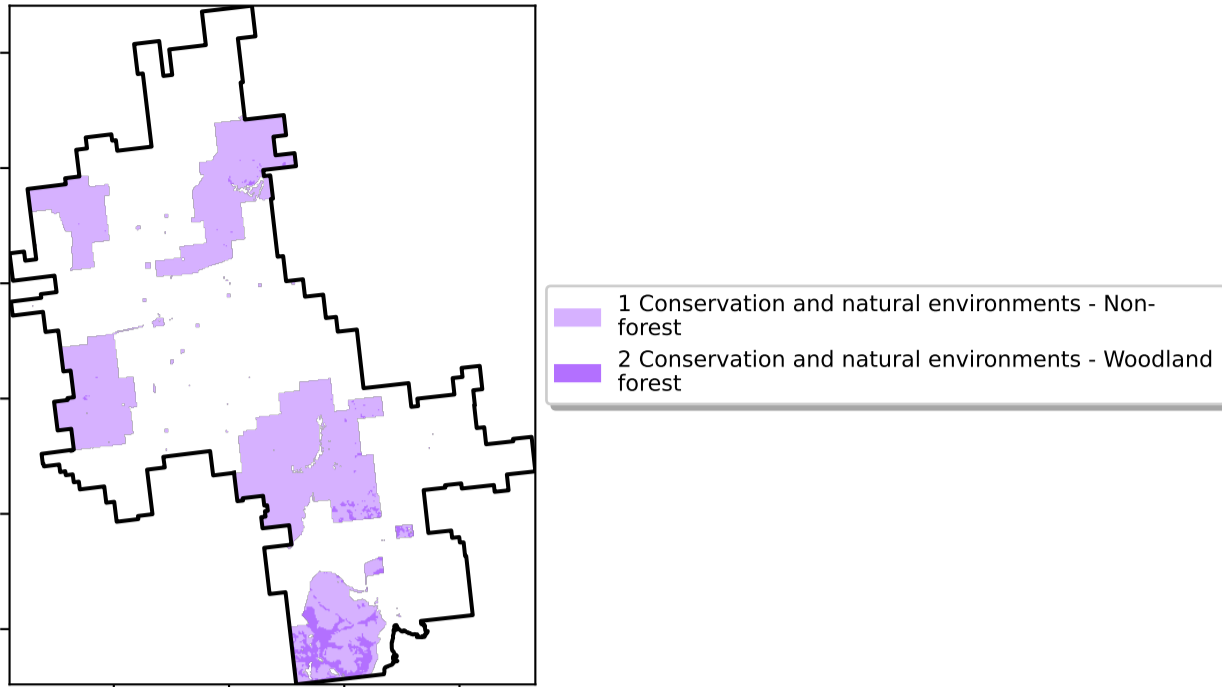 1 Conservation and natural environments - Non-
forest
2 Conservation and natural environments - Woodland
forest